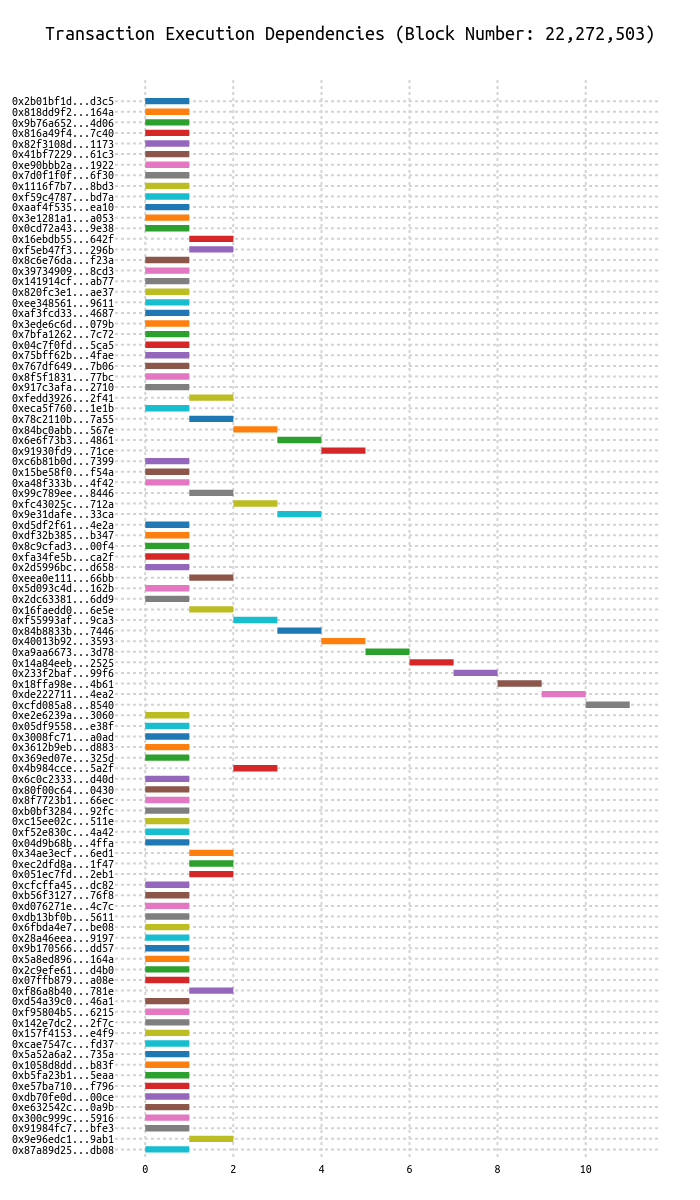 Transaction Execution Dependencies (Block Number: 22,272,503)
0x2b01bf1d...d3c5
0x818dd9f2...164a
0x9b76a652...4d06
0x816a49f4...7c40
0x82f3108d...1173
0x41bf7229...61c3
0xe90bbb2a...1922
0x7d0f1f0f...6f30
0x1116f7b7...8bd3
0xf59c4787...bd7a
0xaaf4f535...ea10
0x3e1281a1...a053
0x0cd72a43...9e38
0x16ebdb55...642f
0xf5eb47f3...296b
0x8c6e76da...f23a
0x39734909...8cd3
0x141914cf...ab77
0x820fc3e1...ae37
0xee348561...9611
0xaf3fcd33...4687
0x3ede6c6d...079b
0x7bfa1262...7c72
0x04c7f0fd...5ca5
0x75bff62b...4fae
0x767df649...7b06
0x8f5f1831...77bc
0x917c3afa...2710
0xfedd3926...2f41
0xeca5f760...1e1b
0x78c2110b...7a55
0x84bc0abb...567e
0x6e6f73b3...4861
0x91930fd9...71ce
0xc6b81b0d...7399
0x15be58f0...f54a
0xa48f333b...4f42
0x99c789ee...8446
0xfc43025c...712a
0x9e31dafe...33ca
0xd5df2f61...4e2a
0xdf32b385...b347
0x8c9cfad3...00f4
0xfa34fe5b...ca2f
0x2d5996bc...d658
0xeea0e111...66bb
0x5d093c4d...162b
0x2dc63381...6dd9
0x16faedd0...6e5e
0xf55993af...9ca3
0x84b8833b...7446
0x40013b92...3593
0xa9aa6673...3d78
0x14a84eeb...2525
0x233f2baf...99f6
0x18ffa98e...4b61
0xde222711...4ea2
0xcfd085a8...8540
0xe2e6239a...3060
0x05df9558...e38f
0x3008fc71...a0ad
0x3612b9eb...d883
0x369ed07e...325d
0x4b984cce...5a2f
0x6c0c2333...d40d
0x80f00c64...0430
0x8f7723b1...66ec
0xb0bf3284...92fc
0xc15ee02c...511e
0xf52e830c...4a42
0x04d9b68b...4ffa
0x34ae3ecf...6ed1
0xec2dfd8a...1f47
0x051ec7fd...2eb1
0xcfcffa45...dc82
0xb56f3127...76f8
0xd076271e...4c7c
0xdb13bf0b...5611
0x6fbda4e7...be08
0x28a46eea...9197
0x9b170566...dd57
0x5a8ed896...164a
0x2c9efe61...d4b0
0x07ffb879...a08e
0xf86a8b40...781e
0xd54a39c0...46a1
0xf95804b5...6215
0x142e7dc2...2f7c
0x157f4153...e4f9
0xcae7547c...fd37
0x5a52a6a2...735a
0x1058d8dd...b83f
0xb5fa23b1...5eaa
0xe57ba710...f796
0xdb70fe0d...00ce
0xe632542c...0a9b
0x300c999c...5916
0x91984fc7...bfe3
0x9e96edc1...9ab1
0x87a89d25...db08
0 2 4 6 8 10